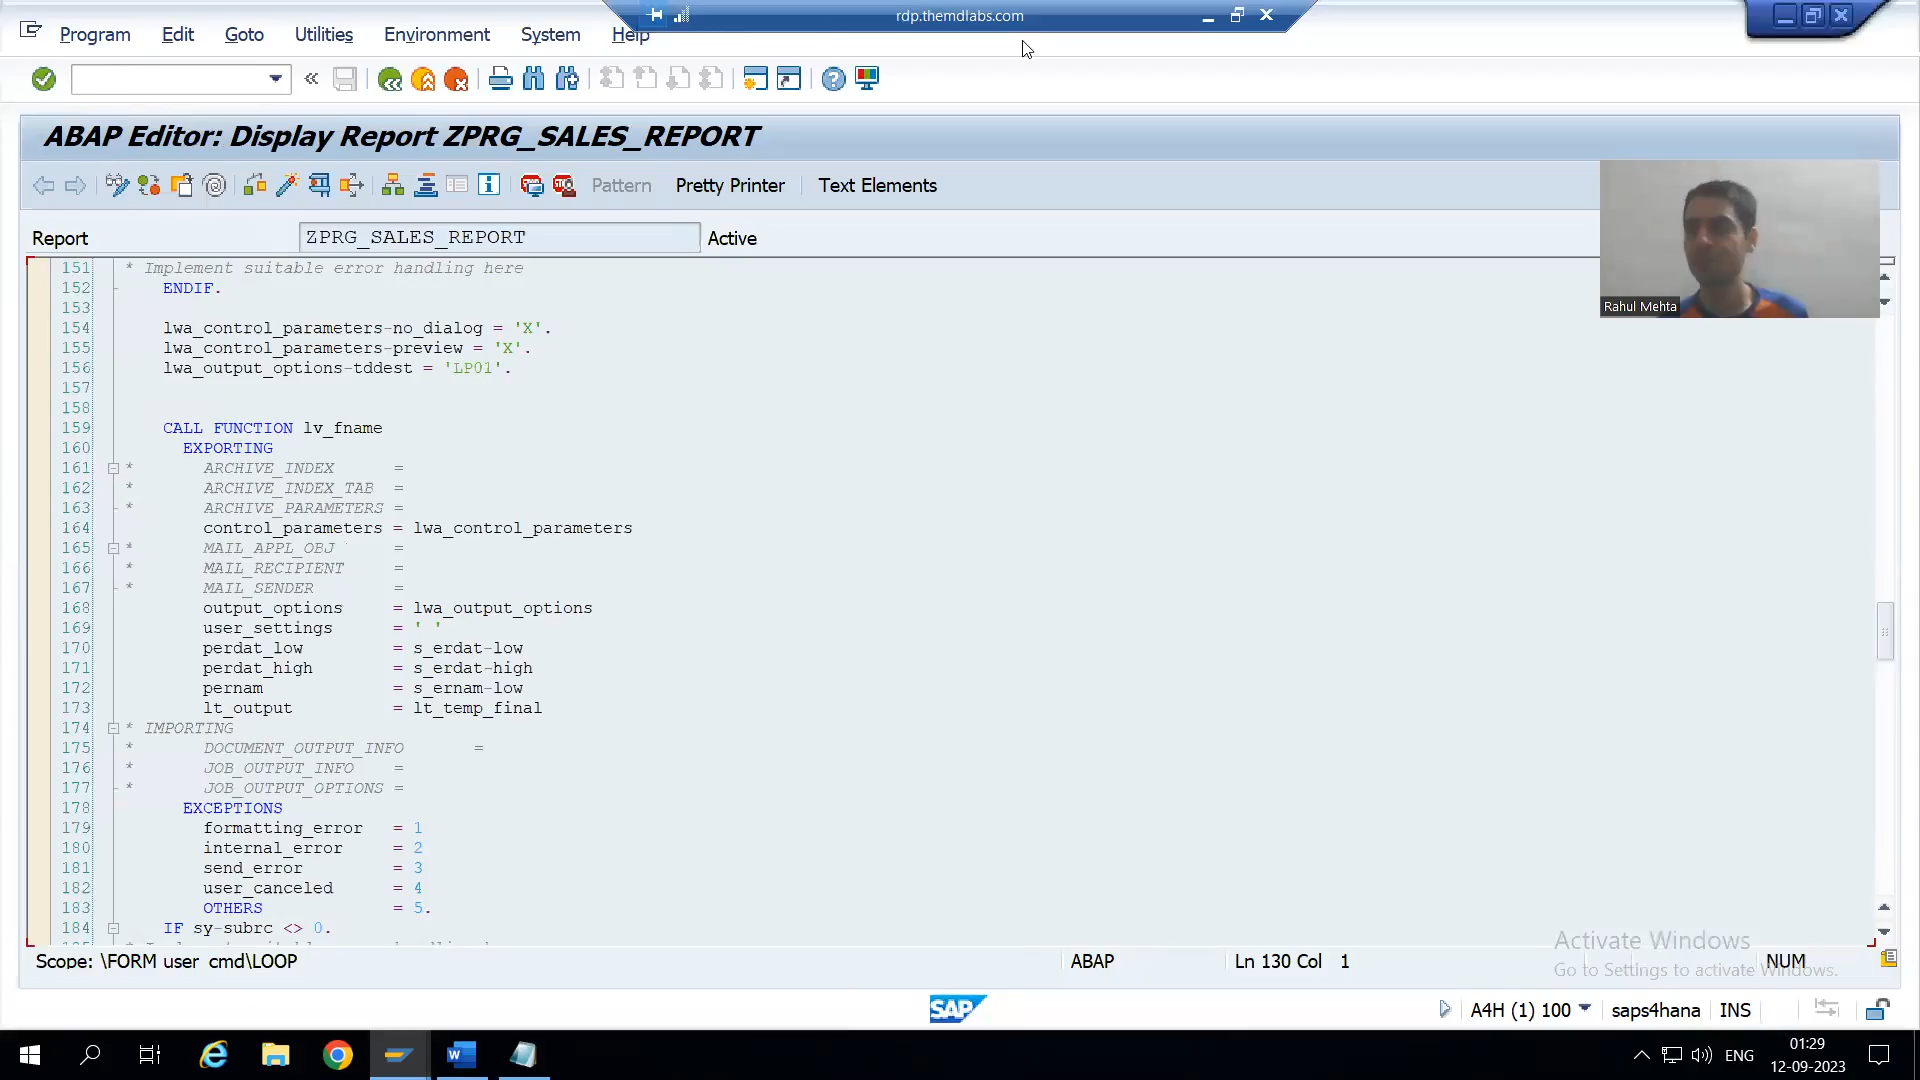 rdp.themdlabs.com
Program Edit Goto Utilities Environment System Help
ABAP Editor: Display Report ZPRG_SALES_REPORT
Pattern Pretty Printer Text Elements
Report ZPRG_SALES_REPORT Active
Rahul Mehta
151 * Implement suitable error handling here
152 ENDIF.
153
154 lwa_control_parameters-no_dialog = 'X'.
155 lwa_control_parameters-preview = 'X'.
156 lwa_output_options-tddest = 'LP01'.
157
158
159 CALL FUNCTION lv_fname
160 EXPORTING
161 * ARCHIVE_INDEX =
162 * ARCHIVE_INDEX_TAB =
163 * ARCHIVE_PARAMETERS =
164 control_parameters = lwa_control_parameters
165 * MAIL_APPL_OBJ =
166 * MAIL_RECIPIENT =
167 * MAIL_SENDER =
168 output_options = lwa_output_options
169 user_settings = ' '
170 perdat_low = s_erdat-low
171 perdat_high = s_erdat-high
172 pernam = s_ernam-low
173 lt_output = lt_temp_final
174 * IMPORTING
175 * DOCUMENT_OUTPUT_INFO =
176 * JOB_OUTPUT_INFO =
177 * JOB_OUTPUT_OPTIONS =
178 EXCEPTIONS
179 formatting_error = 1
180 internal_error = 2
181 send_error = 3
182 user_canceled = 4
183 OTHERS = 5.
184 IF sy-subrc <> 0.
Activate Windows
Go to Settings to activate Windows.
Scope: \FORM user_cmd\LOOP ABAP Ln 130 Col 1 NUM
SAP A4H (1) 100 saps4hana INS
ENG 01:29
12-09-2023